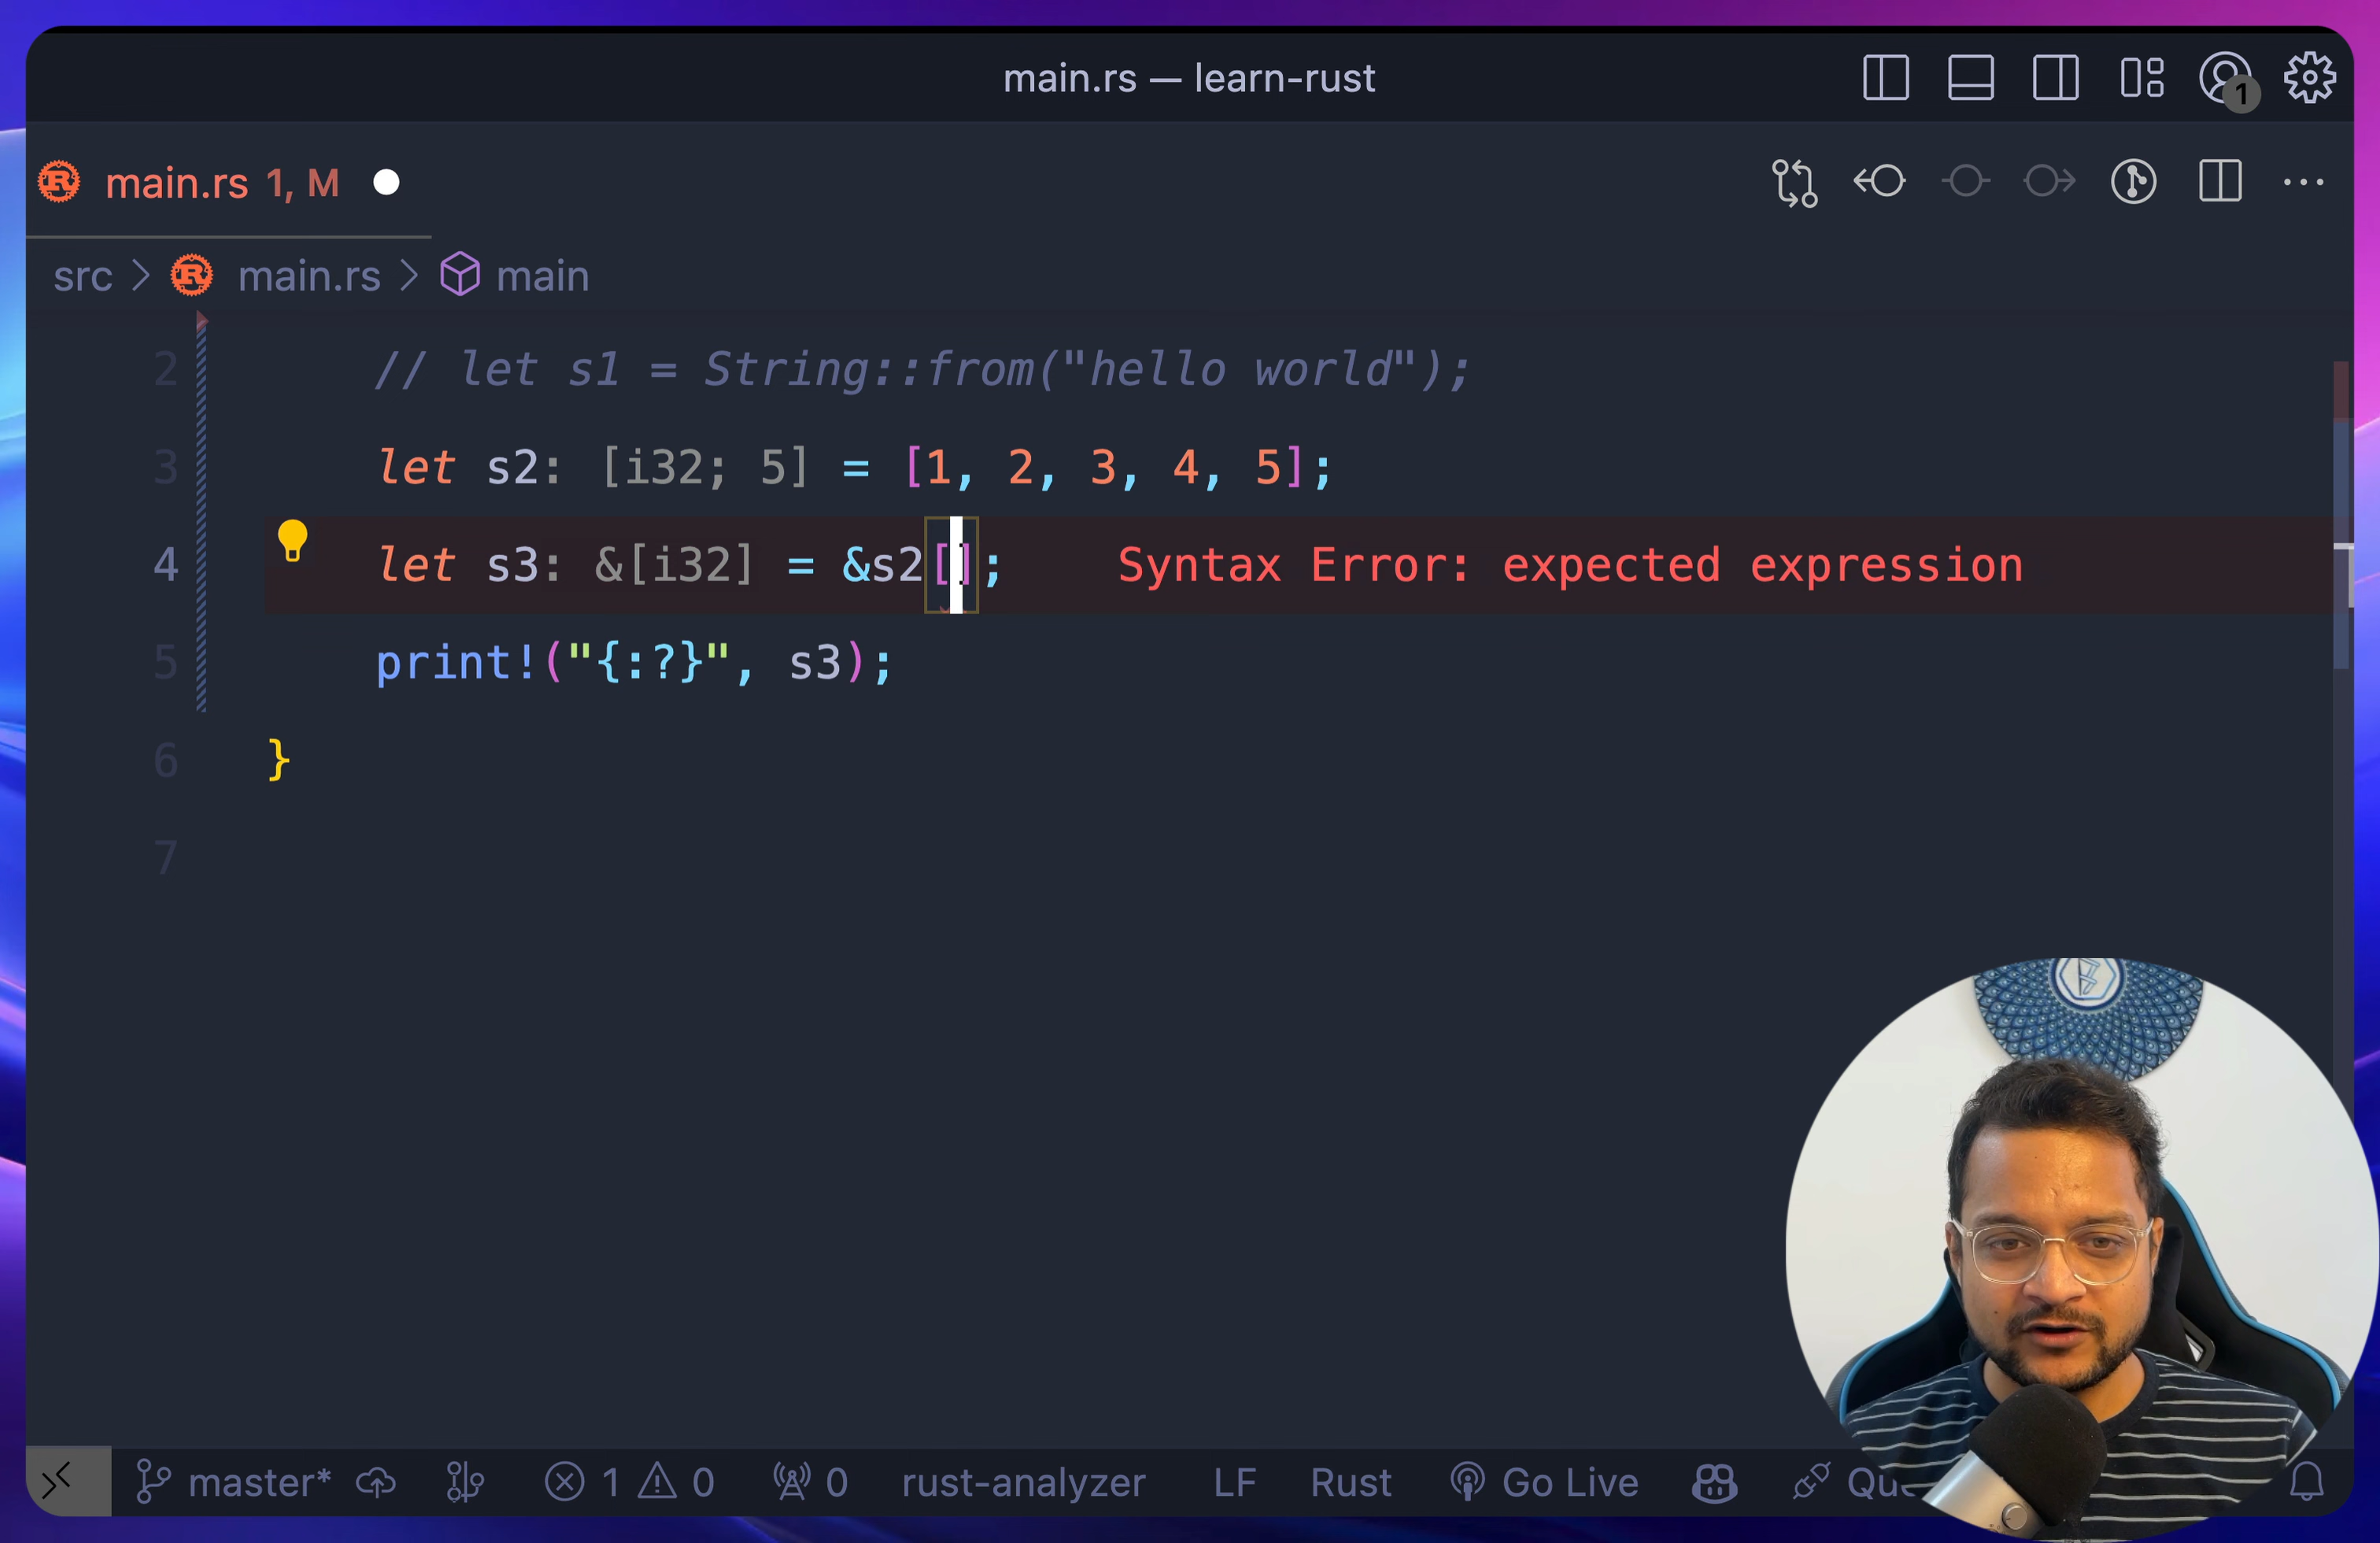 main.rs — learn-rust
1
main.rs 1, M
src > main.rs > main
2 // let s1 = String::from("hello world");
3 let s2: [i32; 5] = [1, 2, 3, 4, 5];
4 let s3: &[i32] = &s2[]; Syntax Error: expected expression
5 print!("{:?}", s3);
6 }
7
master* 1 0 0 rust-analyzer LF Rust Go Live